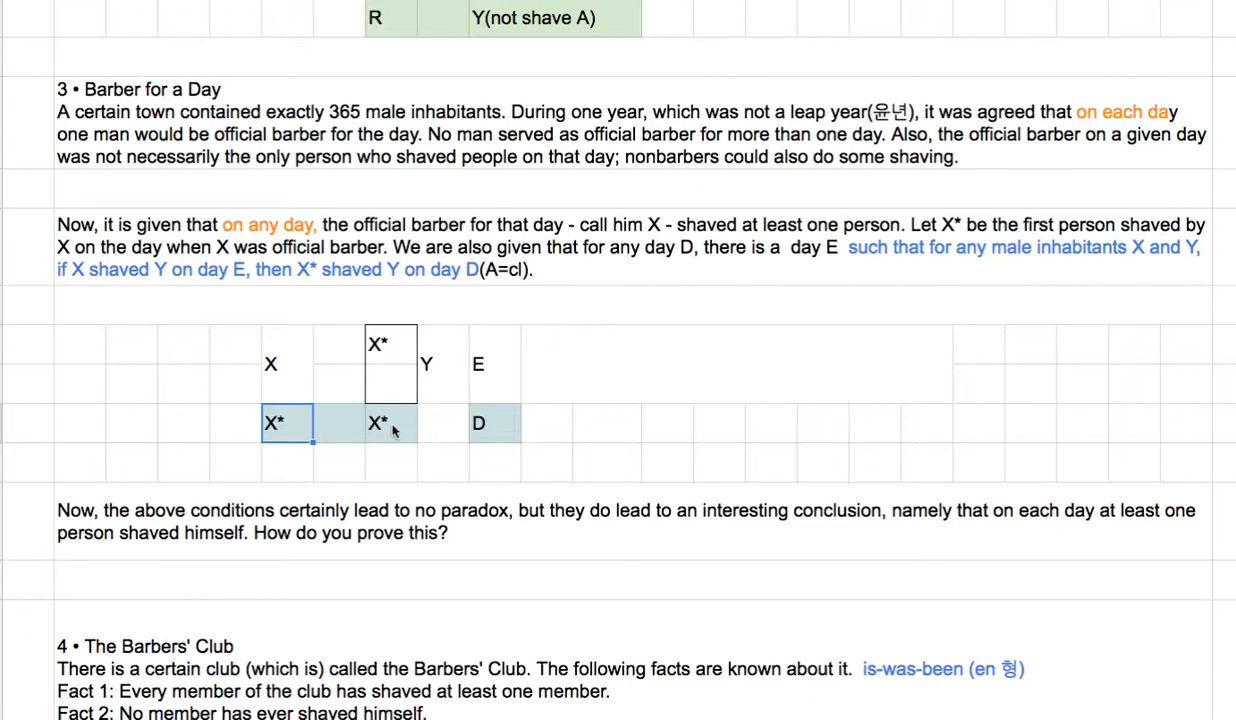 R Y(not shave A)
3 • Barber for a Day
A certain town contained exactly 365 male inhabitants. During one year, which was not a leap year(윤년), it was agreed that on each day
one man would be official barber for the day. No man served as official barber for more than one day. Also, the official barber on a given day
was not necessarily the only person who shaved people on that day; nonbarbers could also do some shaving.
Now, it is given that on any day, the official barber for that day - call him X - shaved at least one person. Let X* be the first person shaved by
X on the day when X was official barber. We are also given that for any day D, there is a day E such that for any male inhabitants X and Y,
if X shaved Y on day E, then X* shaved Y on day D(A=cl).
X*
X Y E
X* X* D
Now, the above conditions certainly lead to no paradox, but they do lead to an interesting conclusion, namely that on each day at least one
person shaved himself. How do you prove this?
4 • The Barbers' Club
There is a certain club (which is) called the Barbers' Club. The following facts are known about it. is-was-been (en 형)
Fact 1: Every member of the club has shaved at least one member.
Fact 2: No member has ever shaved himself.